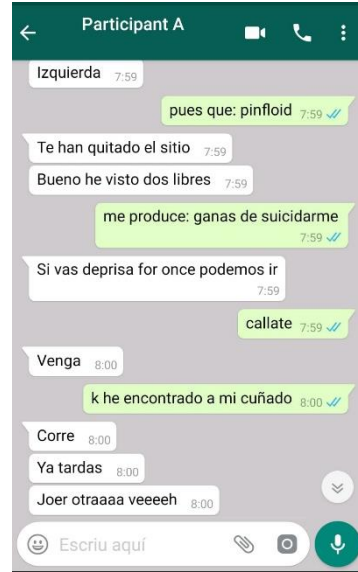 Participant A
Izquierda 7:59
pues que: pinfloid 7:59
Te han quitado el sitio 7:59
Bueno he visto dos libres 7:59
me produce: ganas de suicidarme
7:59
Si vas deprisa for once podemos ir
7:59
callate 7:59
Venga 8:00
k he encontrado a mi cuñado 8:00
Corre 8:00
Ya tardas 8:00
Joer otraaaa veeeeh 8:00
Escriu aquí